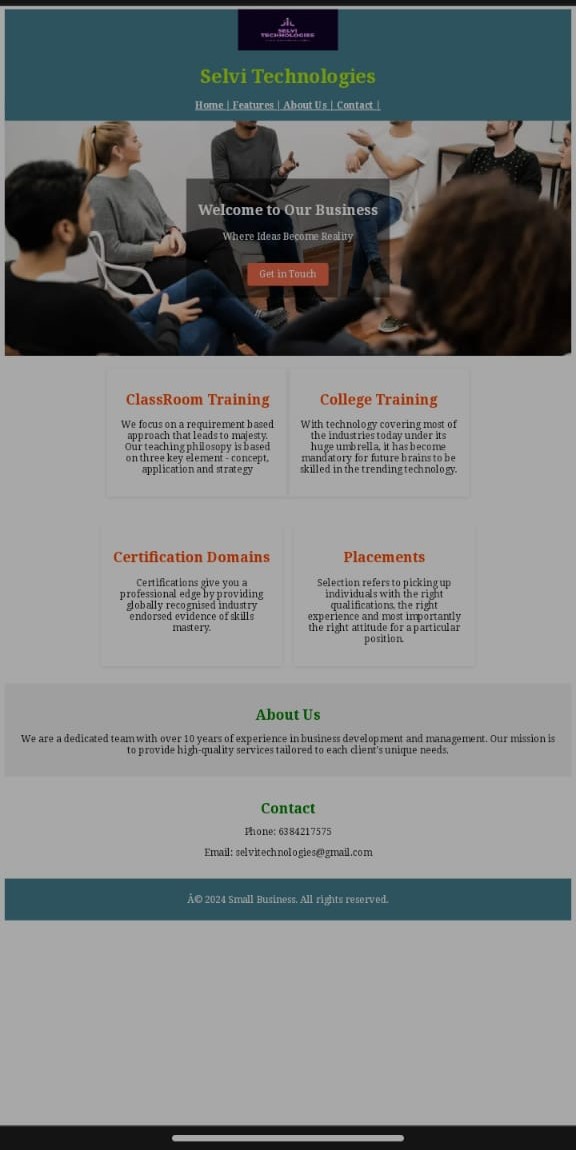 SELVI
TECHNOLOGIES
Selvi Technologies
Home | Features | About Us | Contact |
Welcome to Our Business
Where Ideas Become Reality
Get in Touch
ClassRoom Training
We focus on a requirement based
approach that leads to majesty.
Our teaching philosopy is based
on three key element - concept,
application and strategy
College Training
With technology covering most of
the industries today under its
huge umbrella, it has become
mandatory for future brains to be
skilled in the trending technology.
Certification Domains
Certifications give you a
professional edge by providing
globally recognised industry
endorsed evidence of skills
mastery.
Placements
Selection refers to picking up
individuals with the right
qualifications, the right
experience and most importantly
the right attitude for a particular
position.
About Us
We are a dedicated team with over 10 years of experience in business development and management. Our mission is
to provide high-quality services tailored to each client's unique needs.
Contact
Phone: 6384217575
Email: selvitechnologies@gmail.com
Â© 2024 Small Business. All rights reserved.